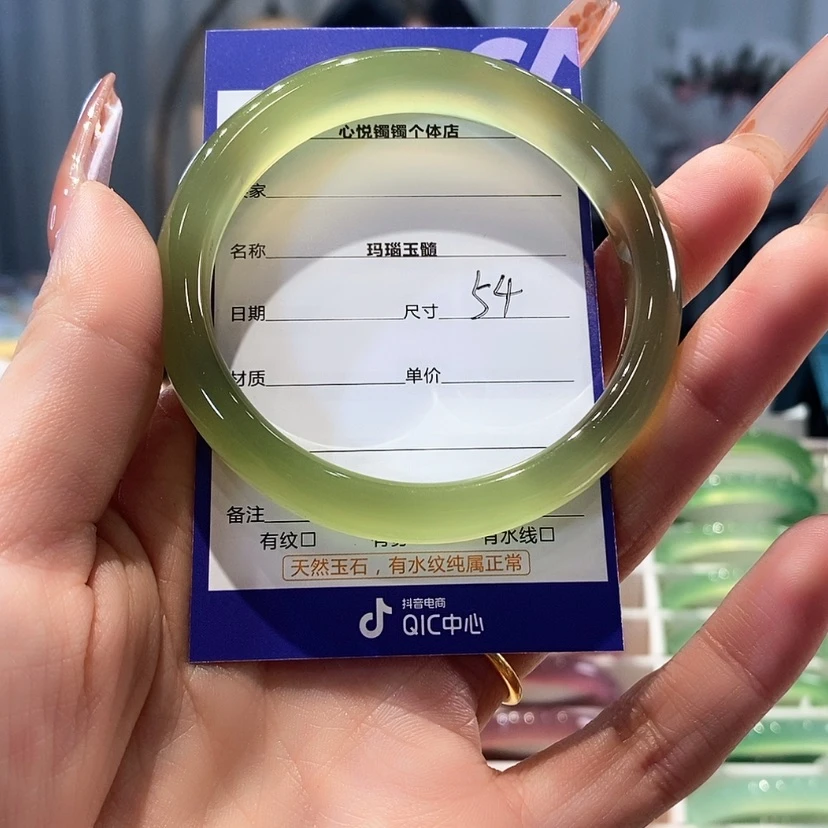 心悦镯镯个体店
家
名称 玛瑙玉髓
日期 尺寸 54
材质 单价
备注
有纹☐ 有水线☐
天然玉石，有水纹纯属正常
抖音电商
QIC中心